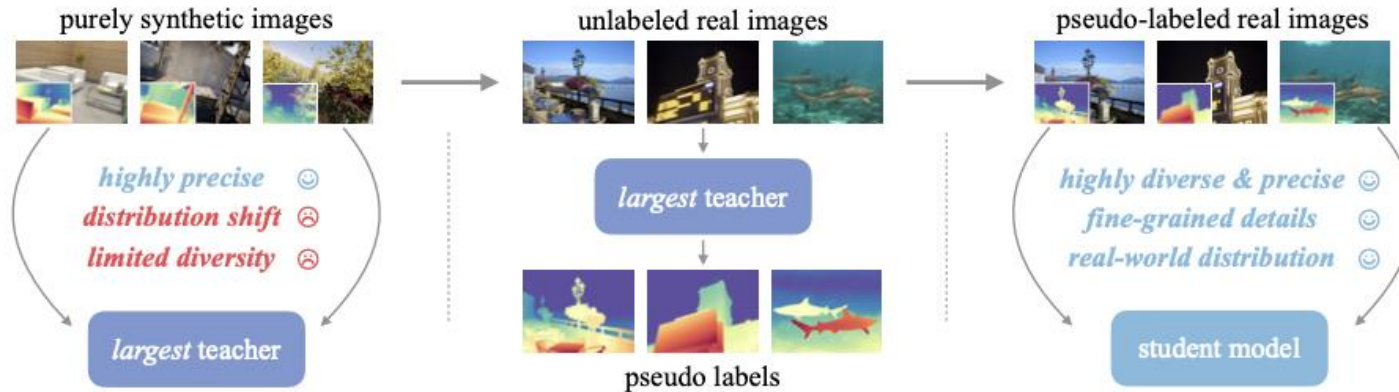 purely synthetic images
highly precise
distribution shift
limited diversity
largest teacher
unlabeled real images
largest teacher
pseudo labels
pseudo-labeled real images
highly diverse & precise
fine-grained details
real-world distribution
student model